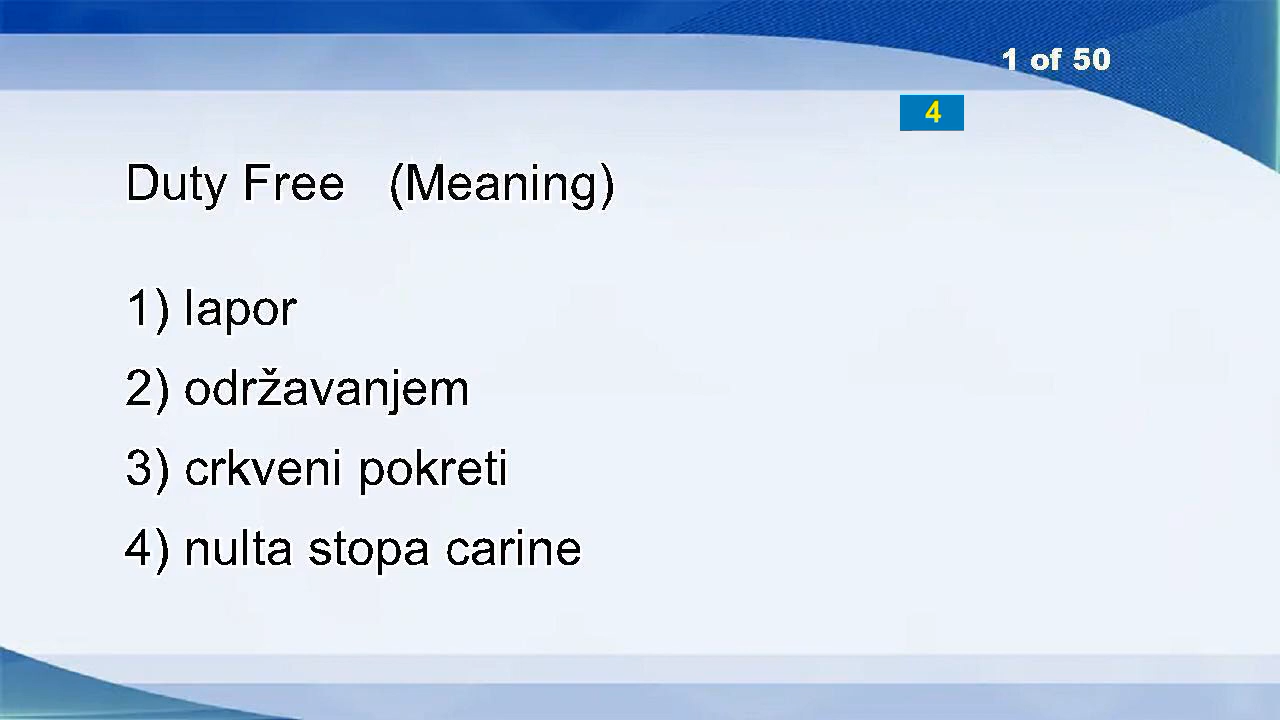 1 of 50
4
Duty Free (Meaning)
1) lapor
2) održavanjem
3) crkveni pokreti
4) nulta stopa carine